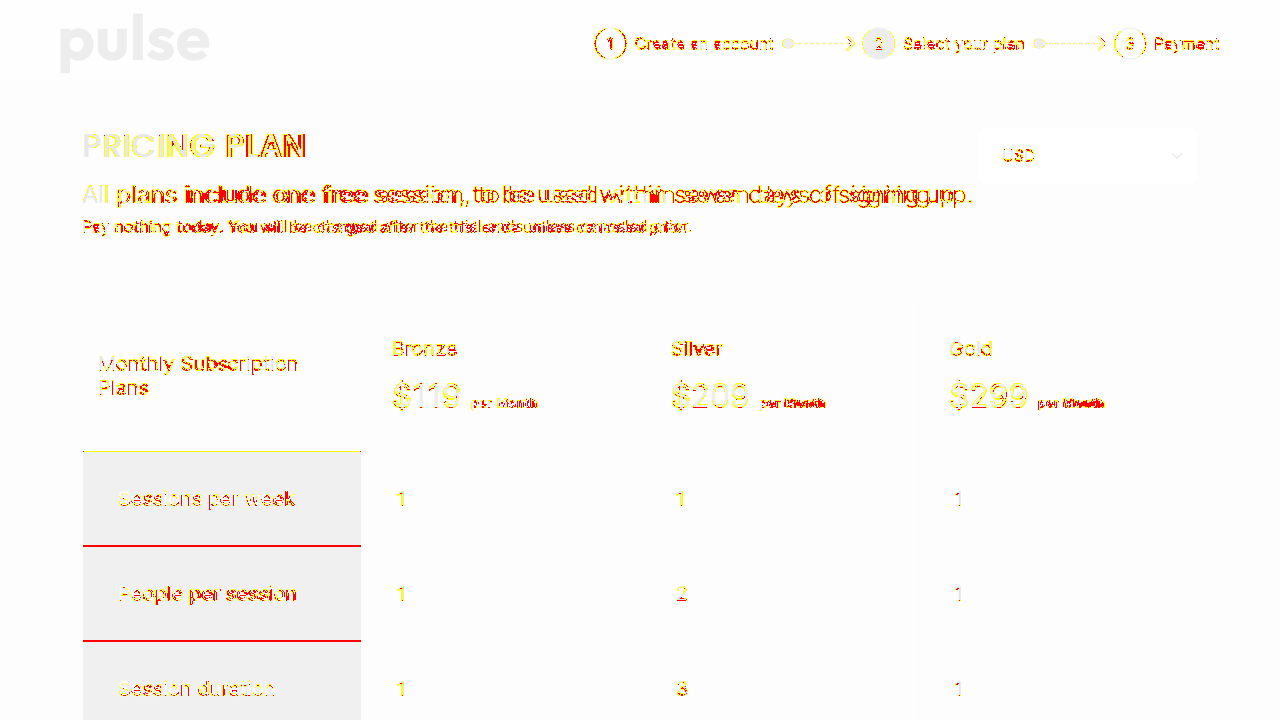 pulse
1 Create an account 2 Select your plan 3 Payment
PRICING PLAN
USD
All plans include one free session, to be used within seven days of signing up.
Pay nothing today. You will be charged after the trial ends unless canceled prior.
Monthly Subscription
Plans
Bronze Silver Gold
$119 per Month $209 per Month $299 per Month
Sessions per week 1 1 1
People per session 1 2 1
Session duration 1 3 1